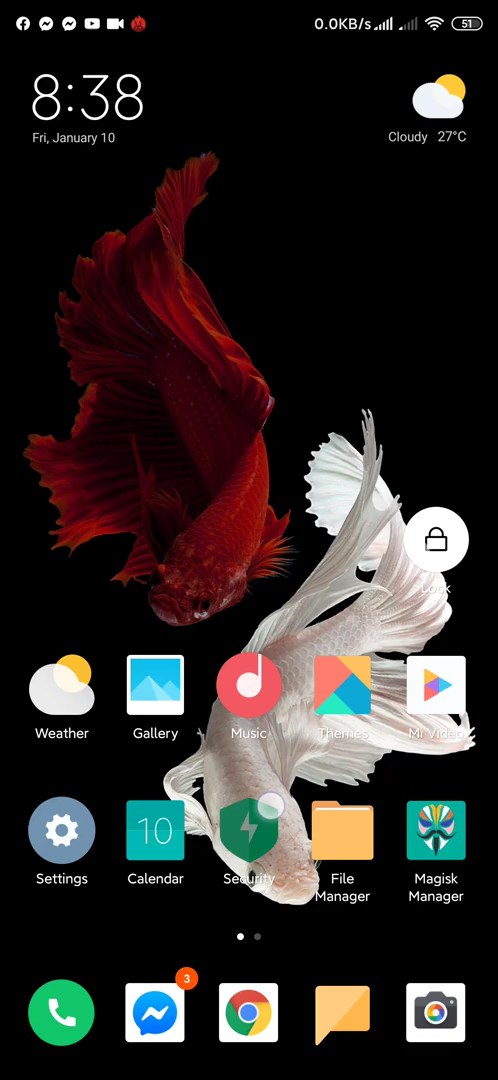 0.0KB/s
51
8:38
Fri, January 10
Cloudy 27°C
Lock
Weather
Gallery
Music
Themes
Mi Video
10
Settings
Calendar
Security
File
Manager
Magisk
Manager
3